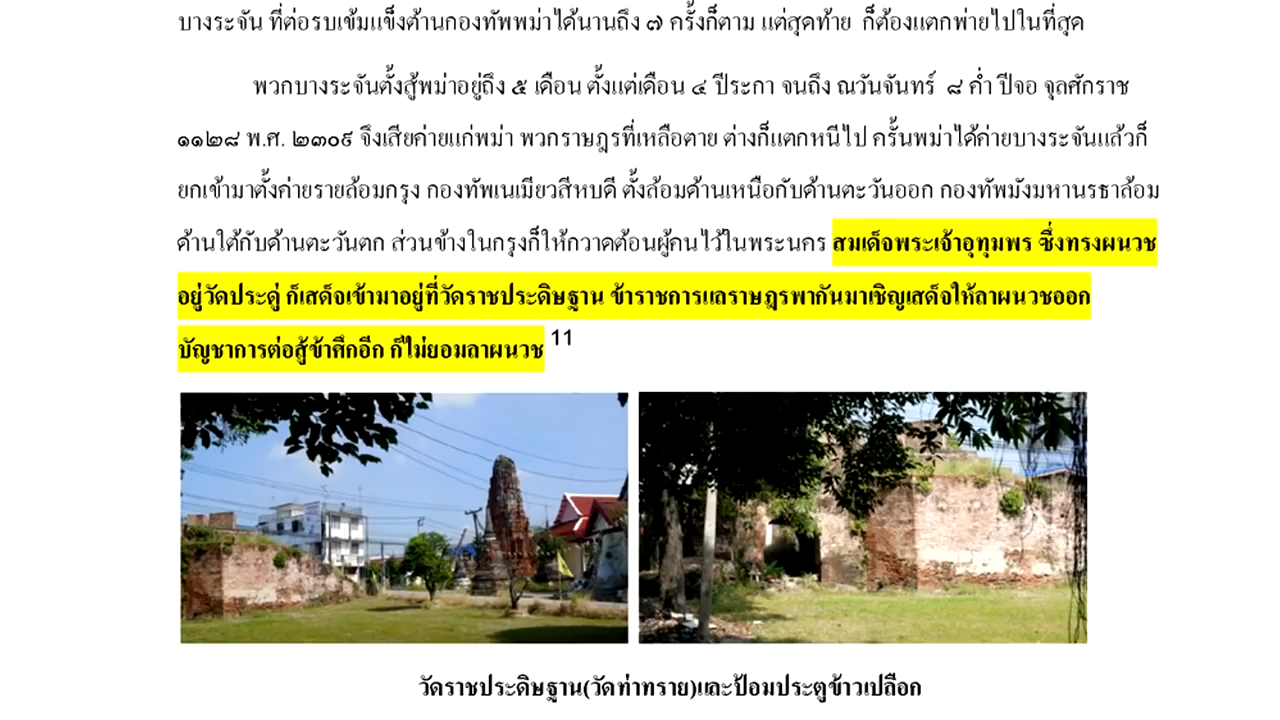 บางระจัน ที่ต่อรบเข้มแข็งต้านกองทัพพม่าได้นานถึง ๗ ครั้งก็ตาม แต่สุดท้าย ก็ต้องแตกพ่ายไปในที่สุด
พวกบางระจันตั้งสู้พม่าอยู่ถึง ๕ เดือน ตั้งแต่เดือน ๔ ปีระกา จนถึง ณวันจันทร์ ๘ ค่ำ ปีจอ จุลศักราช
๑๑๒๘ พ.ศ. ๒๓๐๙ จึงเสียค่ายแก่พม่า พวกราษฎรที่เหลือตาย ต่างก็แตกหนีไป ครั้นพม่าได้ค่ายบางระจันแล้วก็
ยกเข้ามาตั้งค่ายรายล้อมกรุง กองทัพเนเมียวสีหบดี ตั้งล้อมด้านเหนือกับด้านตะวันออก กองทัพมังมหานรธาล้อม
ด้านใต้กับด้านตะวันตก ส่วนข้างในกรุงก็ให้กวาดต้อนผู้คนไว้ในพระนคร สมเด็จพระเจ้าอุทุมพร ซึ่งทรงผนวช
อยู่วัดประดู่ ก็เสด็จเข้ามาอยู่ที่วัดราชประดิษฐาน ข้าราชการแลราษฎรพากันมาเชิญเสด็จให้ลาผนวชออก
บัญชาการต่อสู้ข้าศึกอีก ก็ไม่ยอมลาผนวช 11
วัดราชประดิษฐาน(วัดท่าทราย)และป้อมประตูข้าวเปลือก